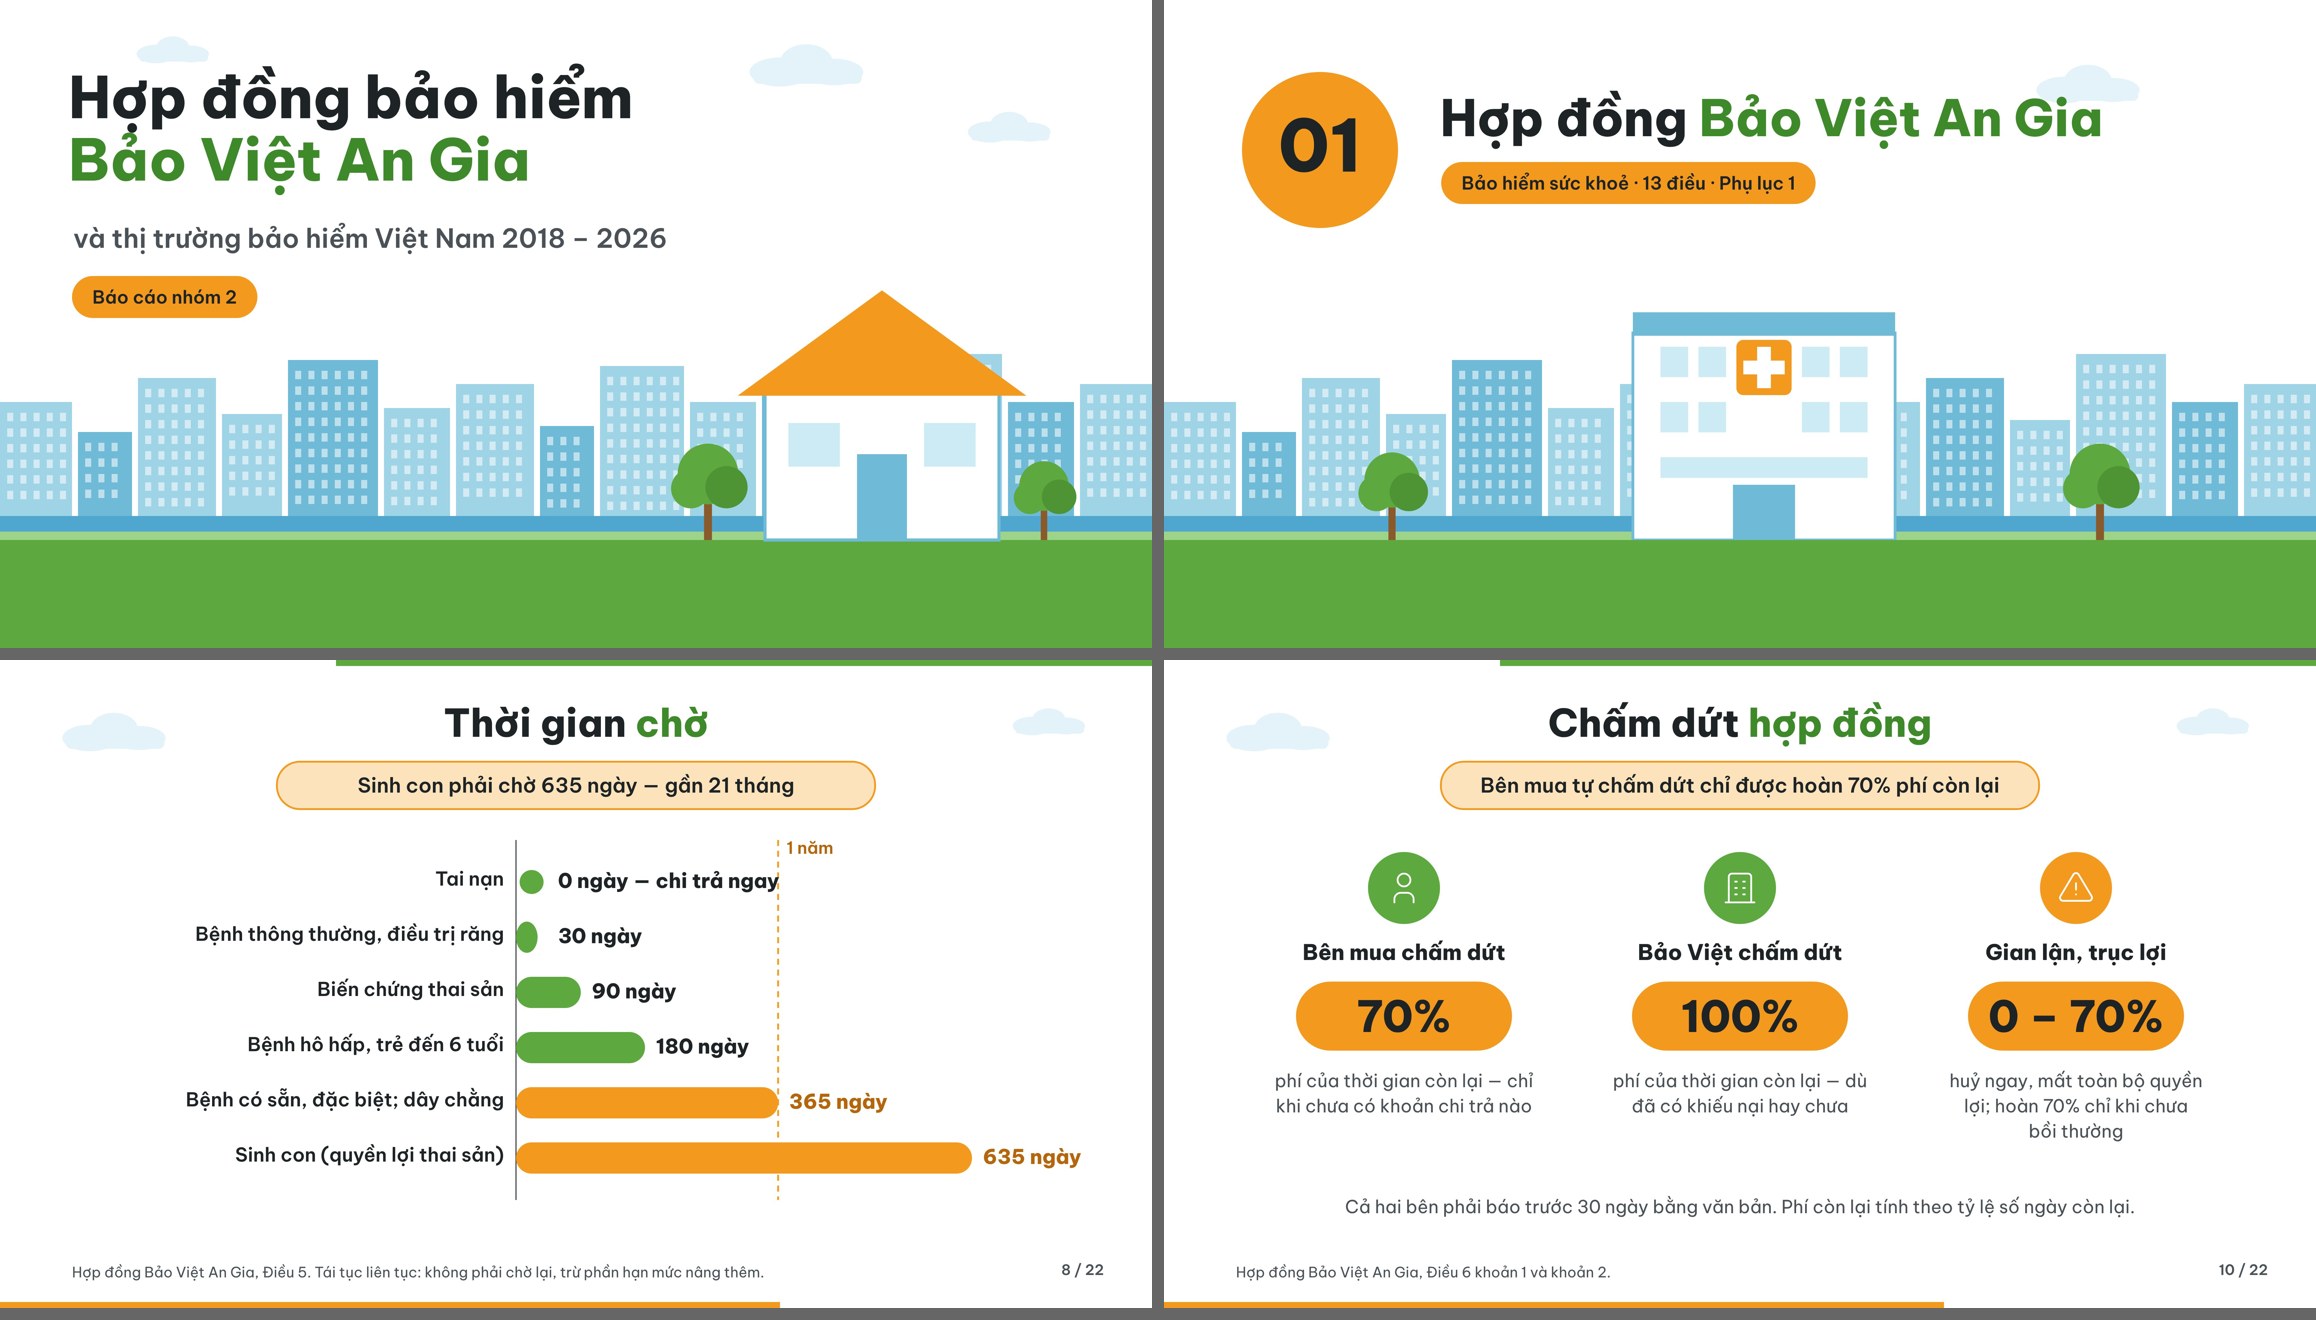 Hợp đồng bảo hiểm
Bảo Việt An Gia
và thị trường bảo hiểm Việt Nam 2018 – 2026
Báo cáo nhóm 2
01
Hợp đồng Bảo Việt An Gia
Bảo hiểm sức khoẻ · 13 điều · Phụ lục 1
Thời gian chờ
Sinh con phải chờ 635 ngày — gần 21 tháng
1 năm
Tai nạn
0 ngày — chi trả ngay
Bệnh thông thường, điều trị răng
30 ngày
Biến chứng thai sản
90 ngày
Bệnh hô hấp, trẻ đến 6 tuổi
180 ngày
Bệnh có sẵn, đặc biệt; dây chằng
365 ngày
Sinh con (quyền lợi thai sản)
635 ngày
Hợp đồng Bảo Việt An Gia, Điều 5. Tái tục liên tục: không phải chờ lại, trừ phần hạn mức nâng thêm.
8 / 22
Chấm dứt hợp đồng
Bên mua tự chấm dứt chỉ được hoàn 70% phí còn lại
Bên mua chấm dứt
70%
phí của thời gian còn lại — chỉ
khi chưa có khoản chi trả nào
Bảo Việt chấm dứt
100%
phí của thời gian còn lại — dù
đã có khiếu nại hay chưa
Gian lận, trục lợi
0 – 70%
huỷ ngay, mất toàn bộ quyền
lợi; hoàn 70% chỉ khi chưa
bồi thường
Cả hai bên phải báo trước 30 ngày bằng văn bản. Phí còn lại tính theo tỷ lệ số ngày còn lại.
Hợp đồng Bảo Việt An Gia, Điều 6 khoản 1 và khoản 2.
10 / 22